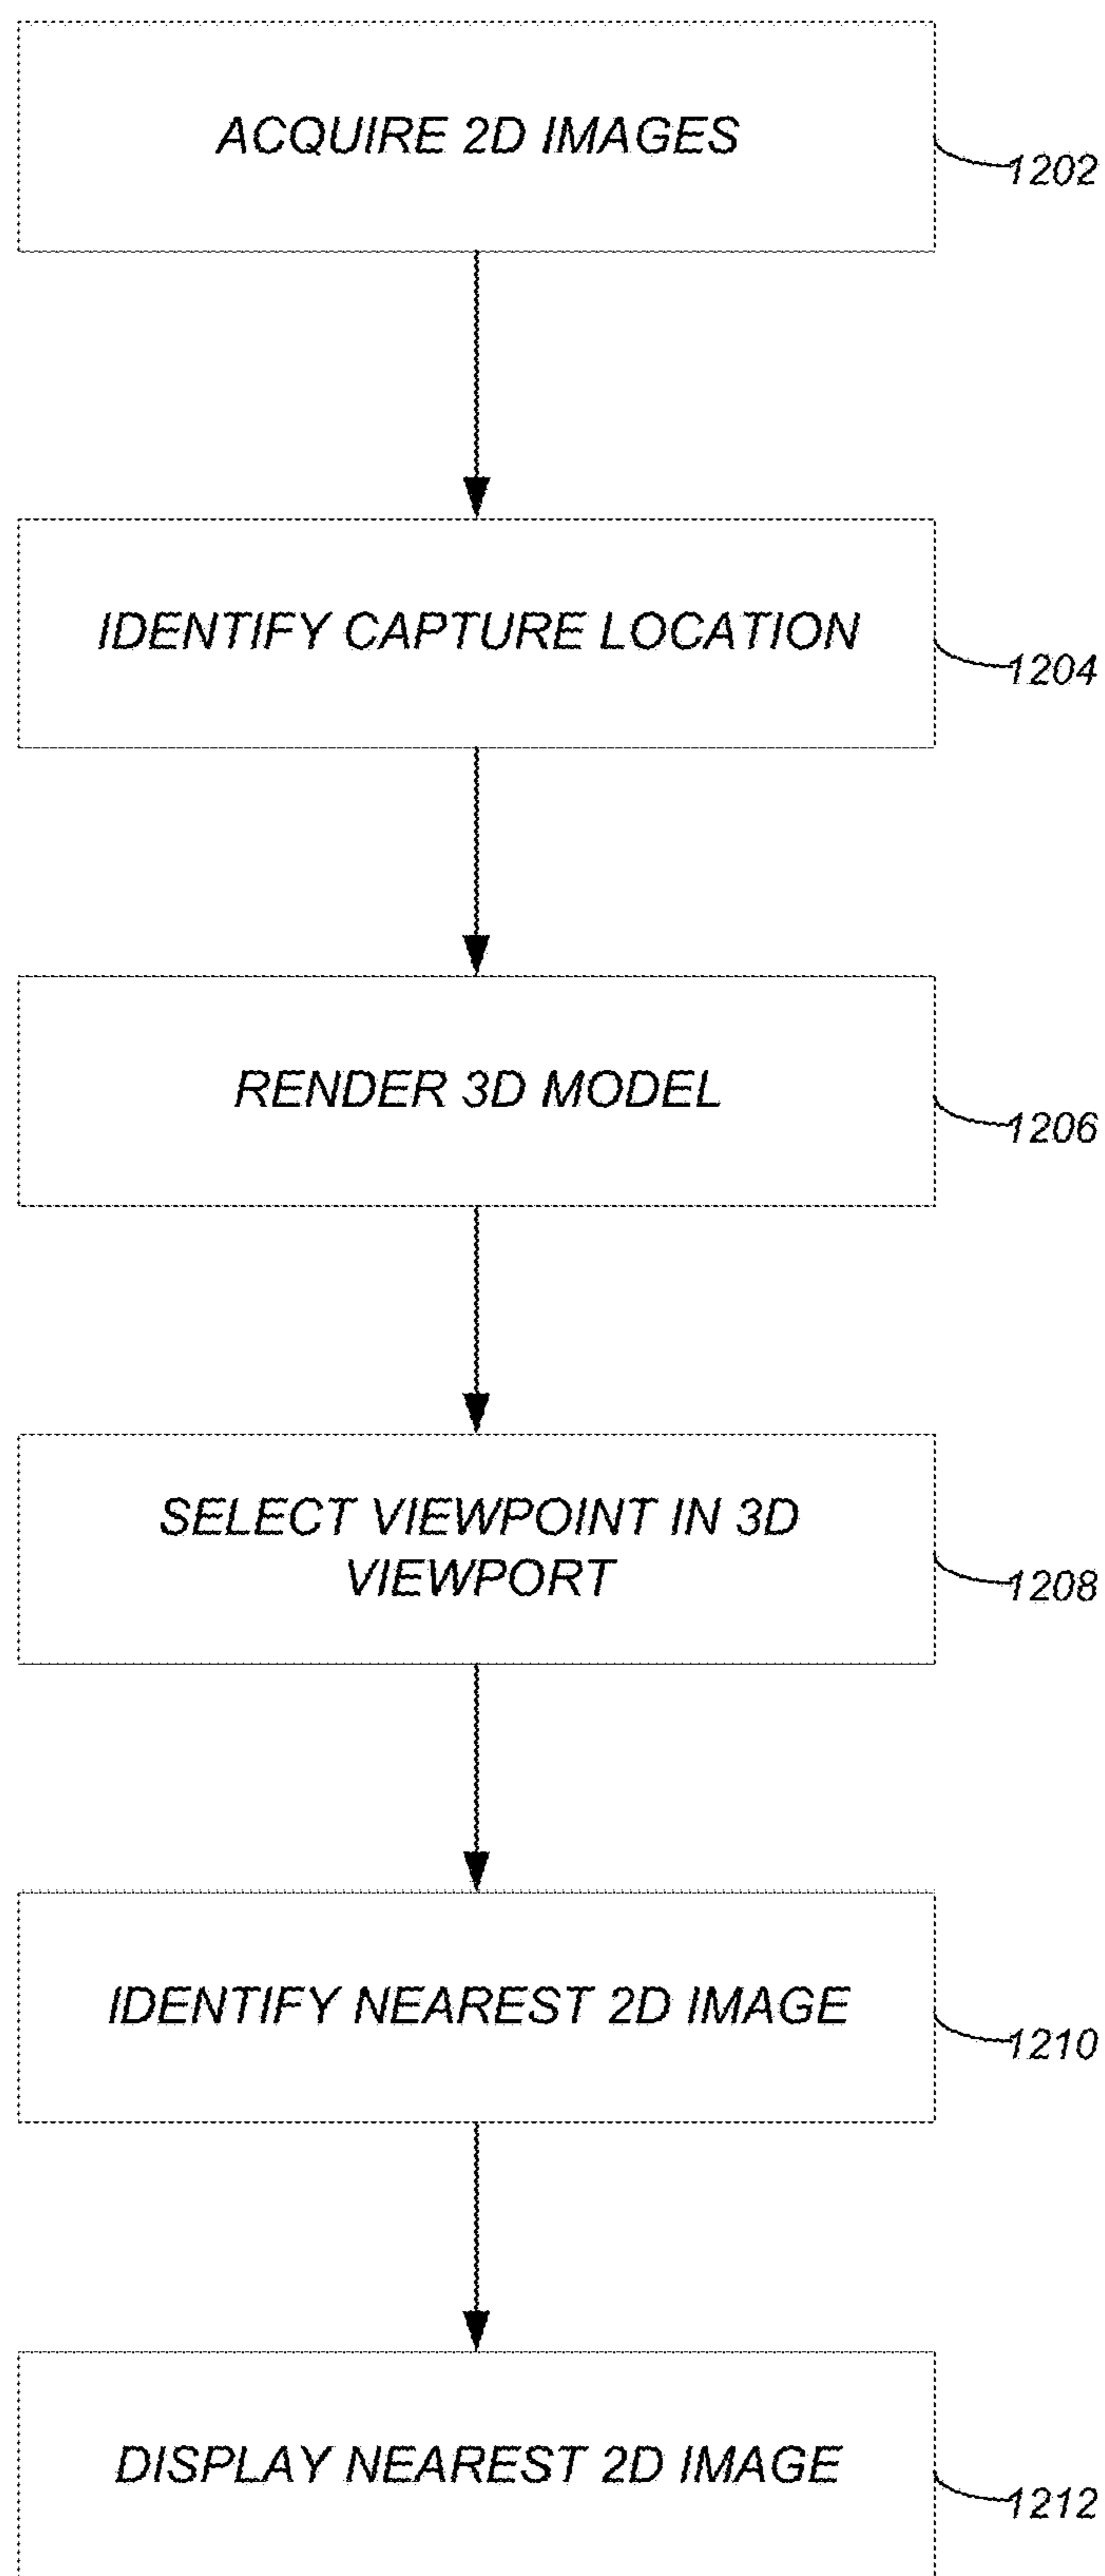 ACQUIRE 2D IMAGES
1202
IDENTIFY CAPTURE LOCATION
1204
RENDER 3D MODEL
1206
SELECT VIEWPOINT IN 3D
VIEWPORT
1208
IDENTIFY NEAREST 2D IMAGE
1210
DISPLAY NEAREST 2D IMAGE
1212